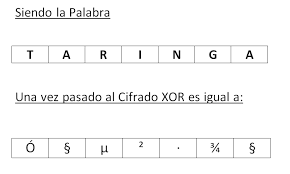 Siendo la Palabra
T A R I N G A
Una vez pasado al Cifrado XOR es igual a:
Ó § µ ² · ¾ §